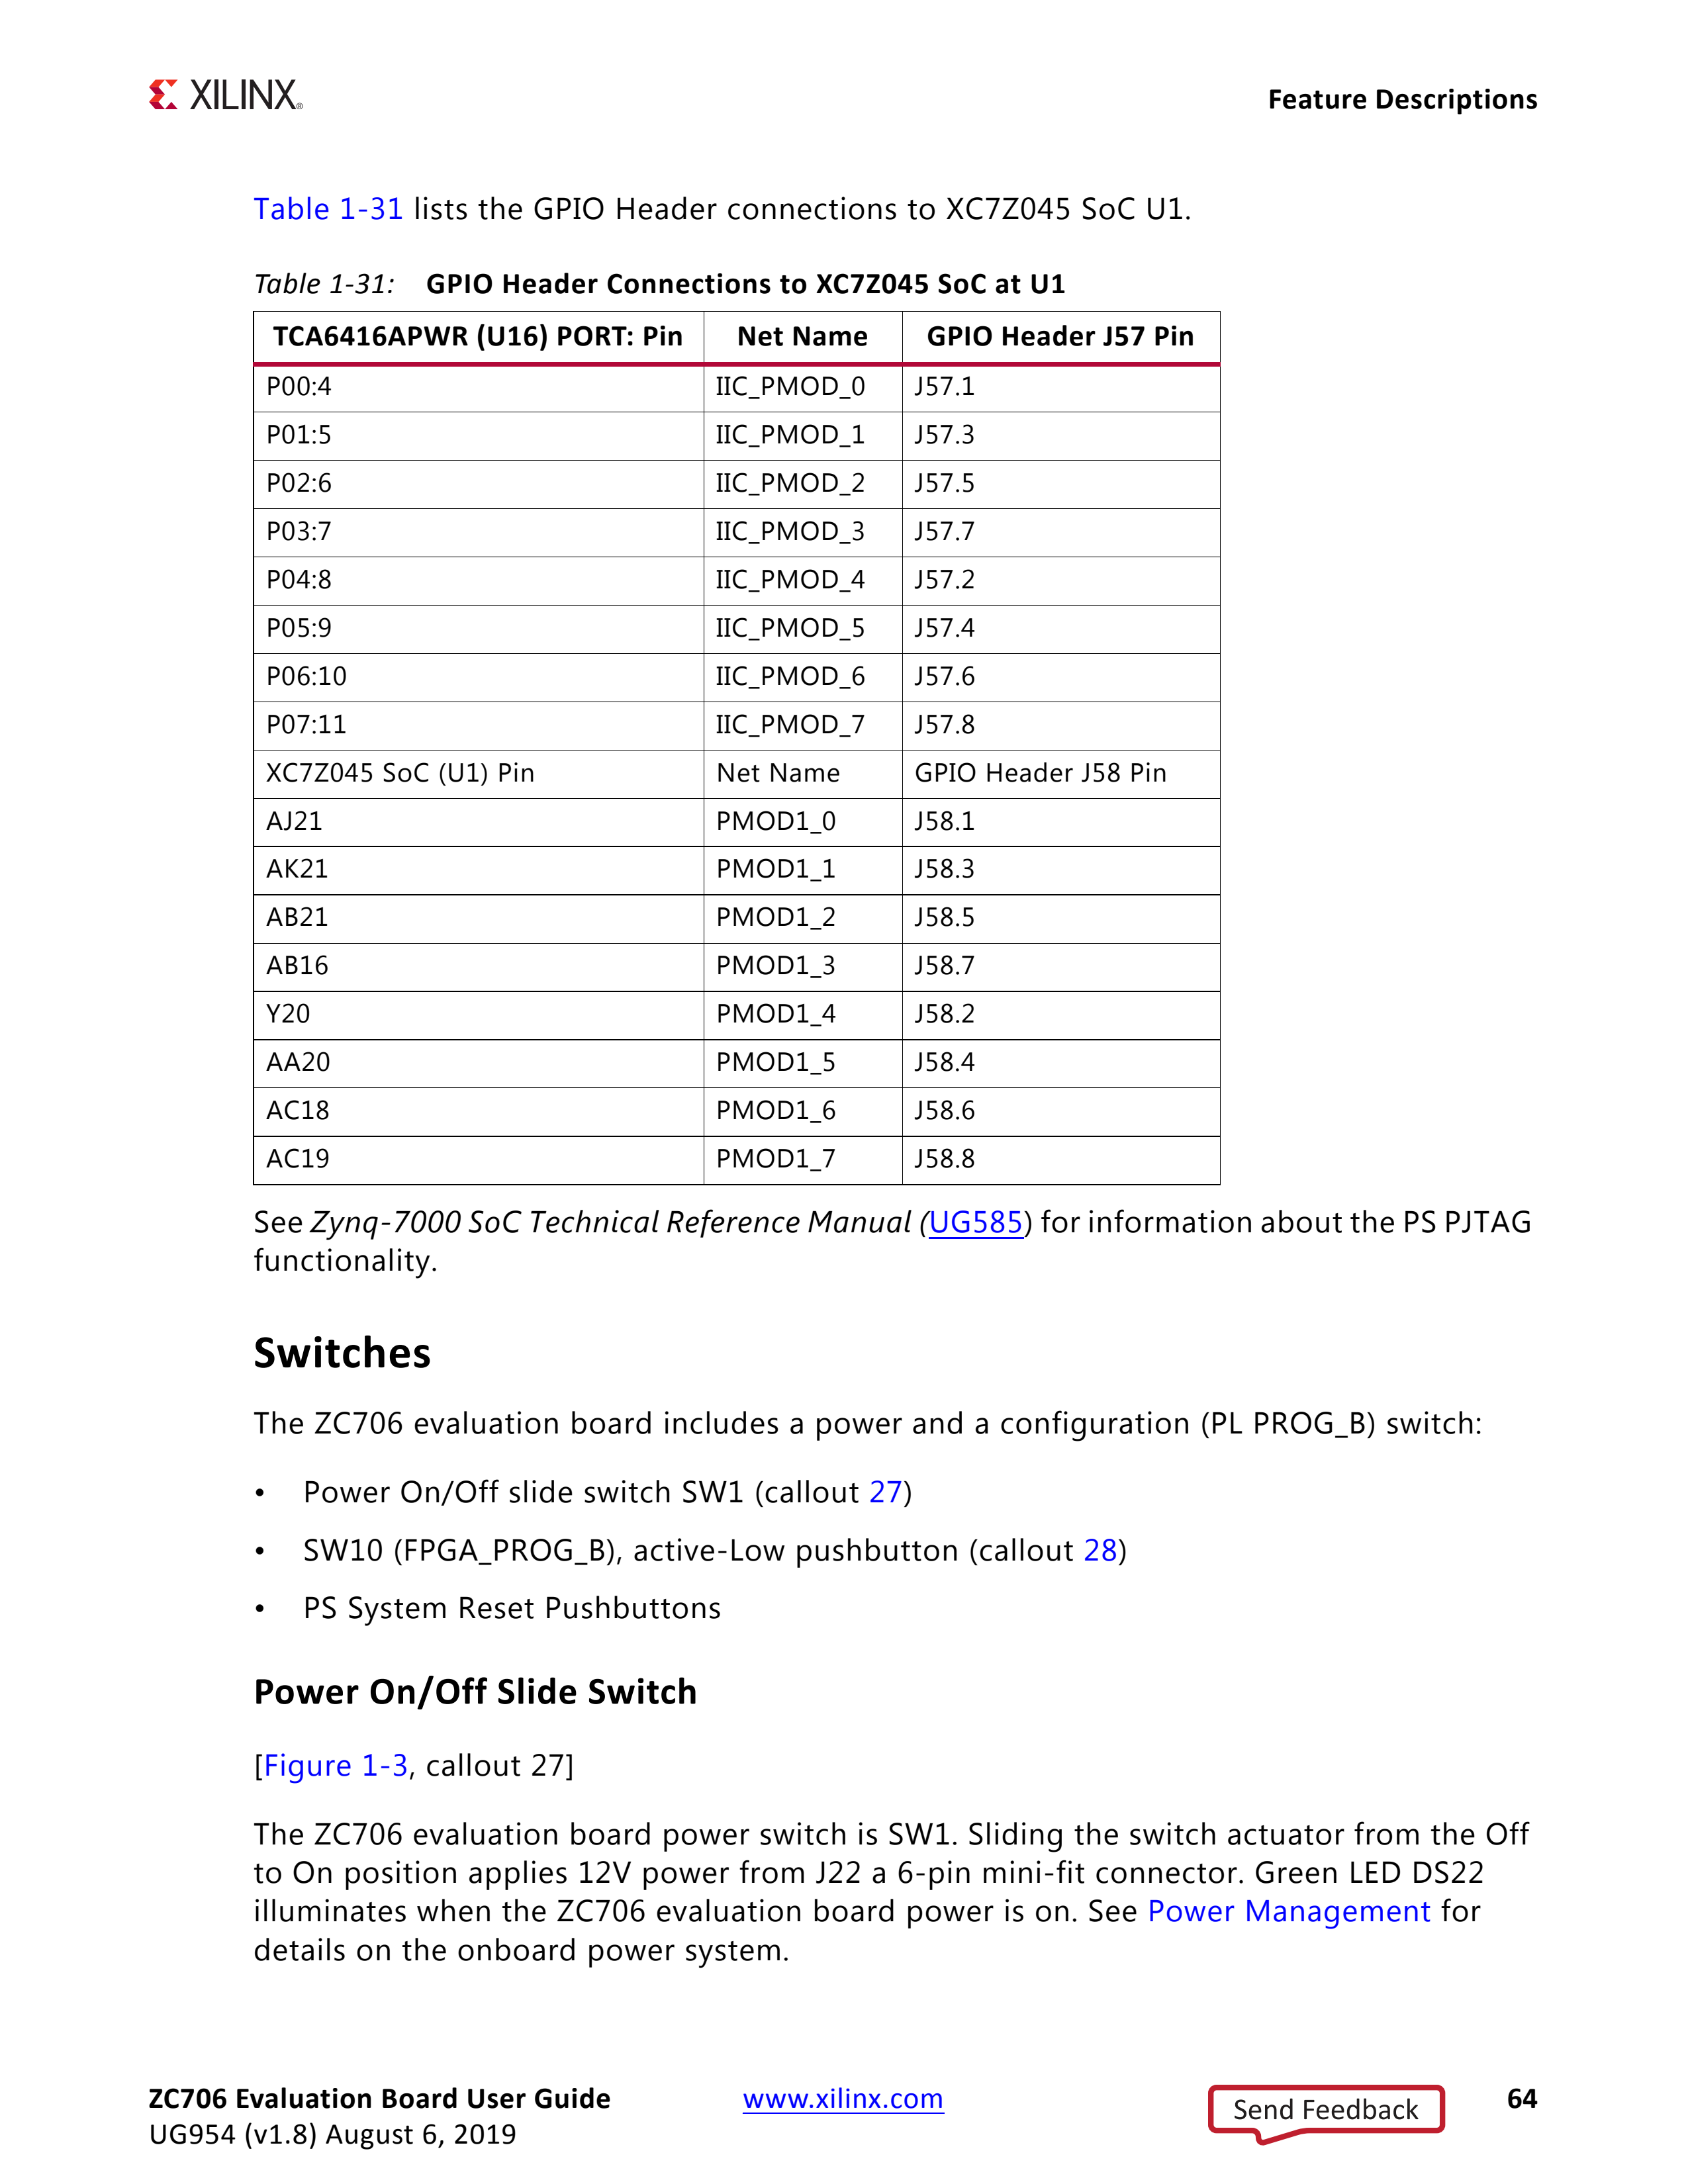 XILINX®
Feature Descriptions
Table 1-31 lists the GPIO Header connections to XC7Z045 SoC U1.
Table 1-31: GPIO Header Connections to XC7Z045 SoC at U1
TCA6416APWR (U16) PORT: Pin Net Name GPIO Header J57 Pin
P00:4 IIC_PMOD_0 J57.1
P01:5 IIC_PMOD_1 J57.3
P02:6 IIC_PMOD_2 J57.5
P03:7 IIC_PMOD_3 J57.7
P04:8 IIC_PMOD_4 J57.2
P05:9 IIC_PMOD_5 J57.4
P06:10 IIC_PMOD_6 J57.6
P07:11 IIC_PMOD_7 J57.8
XC7Z045 SoC (U1) Pin Net Name GPIO Header J58 Pin
AJ21 PMOD1_0 J58.1
AK21 PMOD1_1 J58.3
AB21 PMOD1_2 J58.5
AB16 PMOD1_3 J58.7
Y20 PMOD1_4 J58.2
AA20 PMOD1_5 J58.4
AC18 PMOD1_6 J58.6
AC19 PMOD1_7 J58.8
See Zynq-7000 SoC Technical Reference Manual (UG585) for information about the PS PJTAG
functionality.
Switches
The ZC706 evaluation board includes a power and a configuration (PL PROG_B) switch:
• Power On/Off slide switch SW1 (callout 27)
• SW10 (FPGA_PROG_B), active-Low pushbutton (callout 28)
• PS System Reset Pushbuttons
Power On/Off Slide Switch
[Figure 1-3, callout 27]
The ZC706 evaluation board power switch is SW1. Sliding the switch actuator from the Off
to On position applies 12V power from J22 a 6-pin mini-fit connector. Green LED DS22
illuminates when the ZC706 evaluation board power is on. See Power Management for
details on the onboard power system.
ZC706 Evaluation Board User Guide www.xilinx.com Send Feedback 64
UG954 (v1.8) August 6, 2019